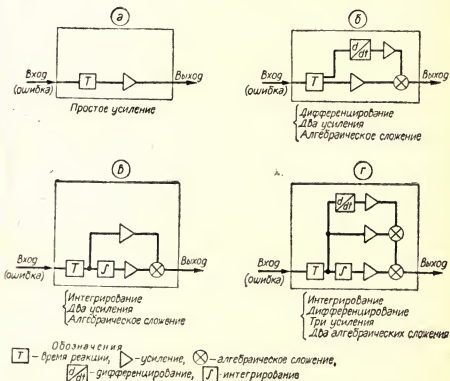 а
Вход
(ошибка)
T
Выход
Простое усиление
б
Вход
(ошибка)
T
d/dt
Выход
Дифференцирование
Два усиления
Алгебраическое сложение
в
Вход
(ошибка)
T
∫
Выход
Интегрирование
Два усиления
Алгебраическое сложение
г
Вход
(ошибка)
T
d/dt
∫
Выход
Интегрирование
Дифференцирование
Три усиления
Два алгебраических сложения
Обозначения
T - время реакции, - усиление, - алгебраическое сложение,
d/dt - дифференцирование, ∫ - интегрирование